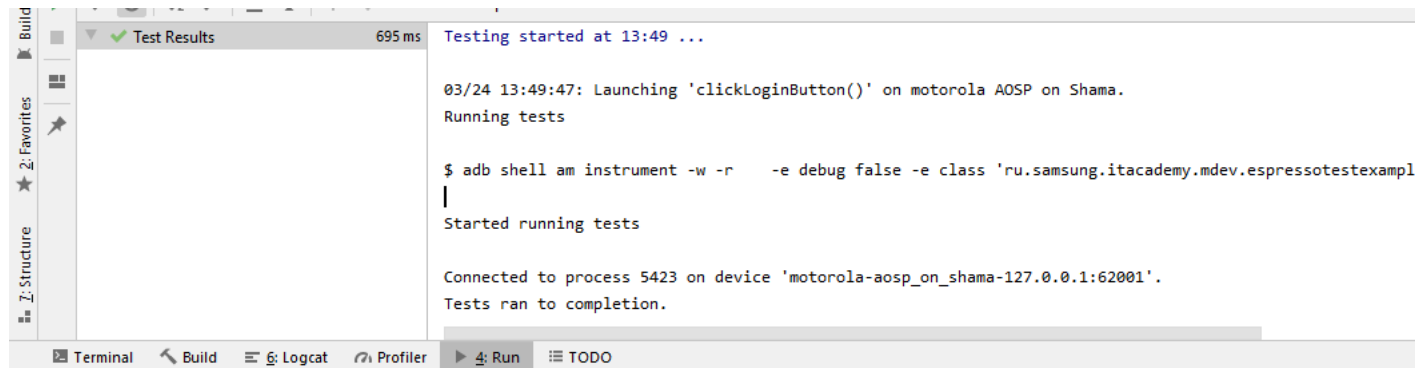 Build
2: Favorites
7: Structure
Test Results 695 ms
Testing started at 13:49 ...
03/24 13:49:47: Launching 'clickLoginButton()' on motorola AOSP on Shama.
Running tests
$ adb shell am instrument -w -r    -e debug false -e class 'ru.samsung.itacademy.mdev.espressotestexampl
Started running tests
Connected to process 5423 on device 'motorola-aosp_on_shama-127.0.0.1:62001'.
Tests ran to completion.
Terminal Build 6: Logcat Profiler 4: Run TODO